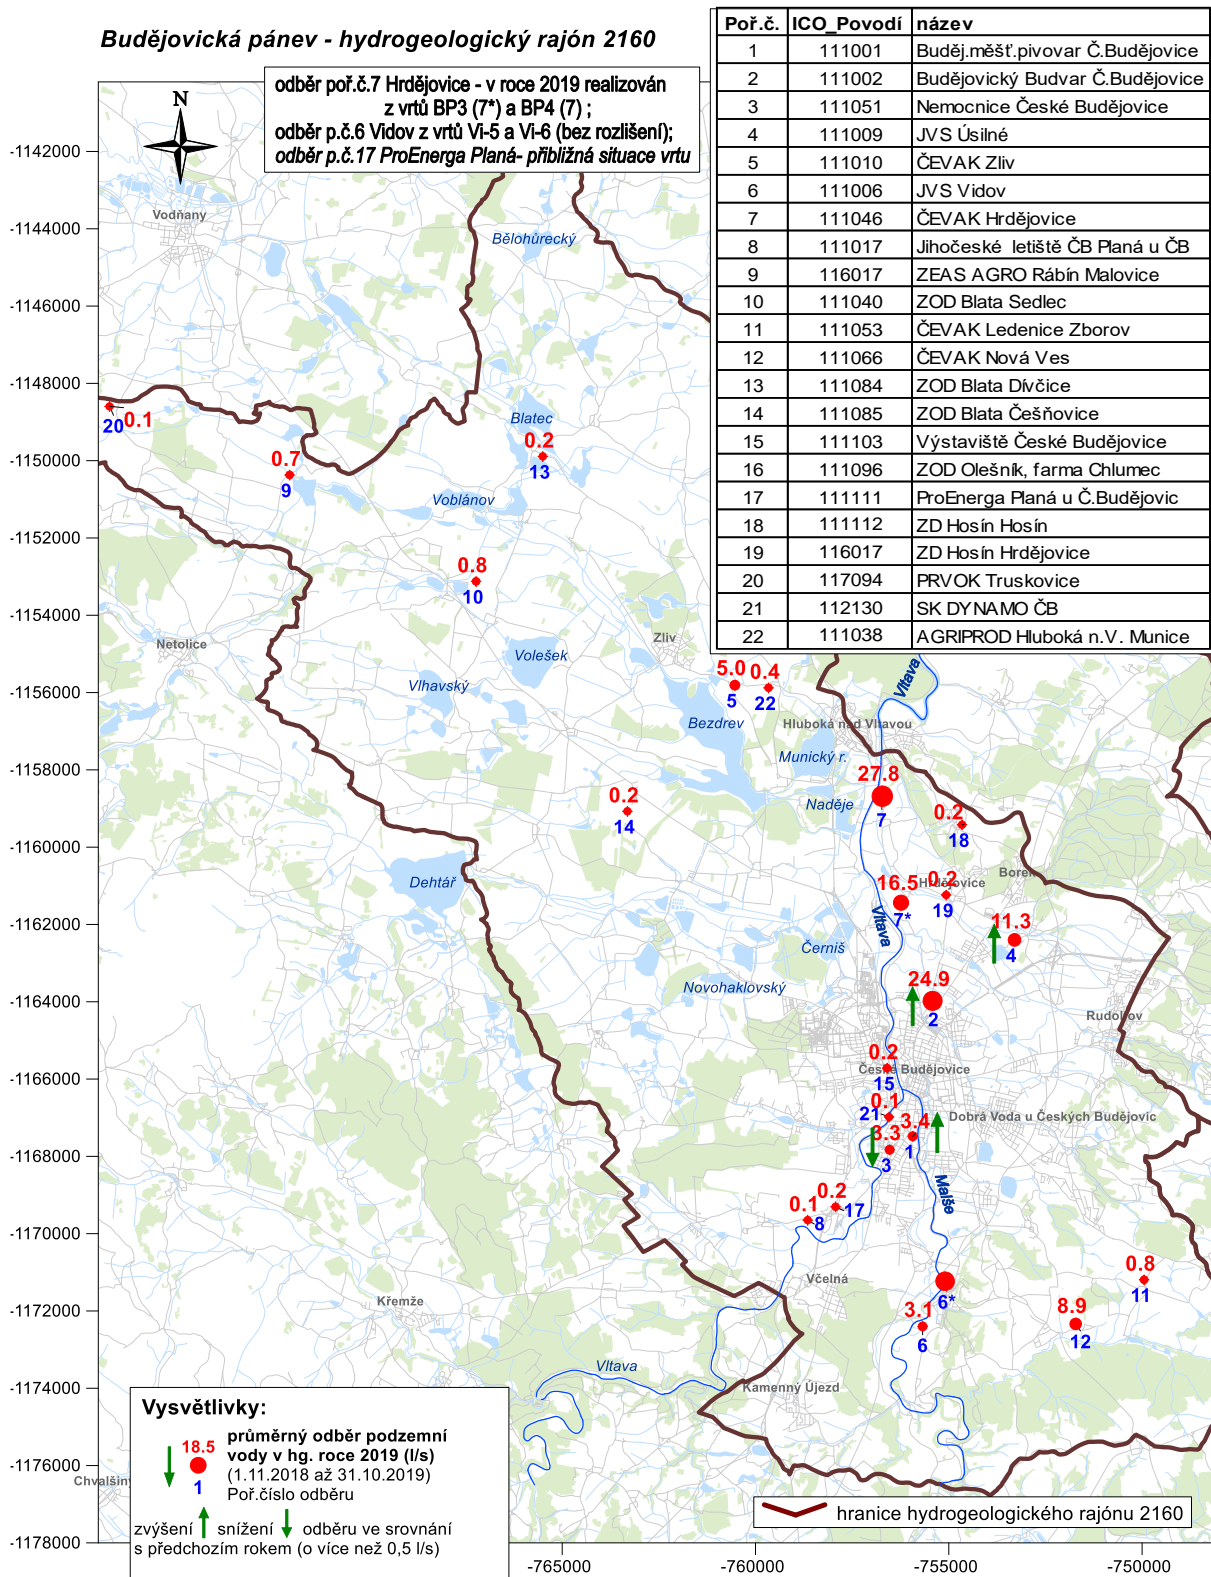 Budějovická pánev - hydrogeologický rajón 2160
odběr poř.č.7 Hrdějovice - v roce 2019 realizován
z vrtů BP3 (7*) a BP4 (7) ;
odběr p.č.6 Vidov z vrtů Vi-5 a Vi-6 (bez rozlišení);
odběr p.č.17 ProEnerga Planá- přibližná situace vrtu
Poř.č. ICO_Povodí název
1 111001 Buděj.měšť.pivovar Č.Budějovice
2 111002 Budějovický Budvar Č.Budějovice
3 111051 Nemocnice České Budějovice
4 111009 JVS Úsilné
5 111010 ČEVAK Zliv
6 111006 JVS Vidov
7 111046 ČEVAK Hrdějovice
8 111017 Jihočeské letiště ČB Planá u ČB
9 116017 ZEAS AGRO Rábín Malovice
10 111040 ZOD Blata Sedlec
11 111053 ČEVAK Ledenice Zborov
12 111066 ČEVAK Nová Ves
13 111084 ZOD Blata Dívčice
14 111085 ZOD Blata Češňovice
15 111103 Výstaviště České Budějovice
16 111096 ZOD Olešník, farma Chlumec
17 111111 ProEnerga Planá u Č.Budějovic
18 111112 ZD Hosín Hosín
19 116017 ZD Hosín Hrdějovice
20 117094 PRVOK Truskovice
21 112130 SK DYNAMO ČB
22 111038 AGRIPROD Hluboká n.V. Munice
N
-1142000
-1144000
-1146000
-1148000
-1150000
-1152000
-1154000
-1156000
-1158000
-1160000
-1162000
-1164000
-1166000
-1168000
-1170000
-1172000
-1174000
-1176000
-1178000
Vodňany
Bělohůrecký
Blatec
0.1
20
0.7
9
0.2
13
Voblánov
0.8
10
Netolice
Zliv
Volešek
Vlhavský
5.0
5
0.4
22
Bezdrev
Vltava
Hluboká nad Vltavou
Munický r.
27.8
7
Naděje
0.2
14
0.2
18
Dehtář
Borek
Hrdějovice
0.2
19
16.5
7*
Vltava
11.3
4
Černiš
Novohaklovský
24.9
2
Rudolfov
0.2
České Budějovice
15
0.1
21
Dobrá Voda u Českých Budějovic
3.3
3
3.4
1
Malše
0.1
8
0.2
17
Včelná
6*
0.8
11
3.1
6
8.9
12
Křemže
Vltava
Kamenný Újezd
Chvalšiny
Vysvětlivky:
18.5
1
průměrný odběr podzemní
vody v hg. roce 2019 (l/s)
(1.11.2018 až 31.10.2019)
Poř.číslo odběru
zvýšení snížení odběru ve srovnání
s předchozím rokem (o více než 0,5 l/s)
hranice hydrogeologického rajónu 2160
-765000
-760000
-755000
-750000